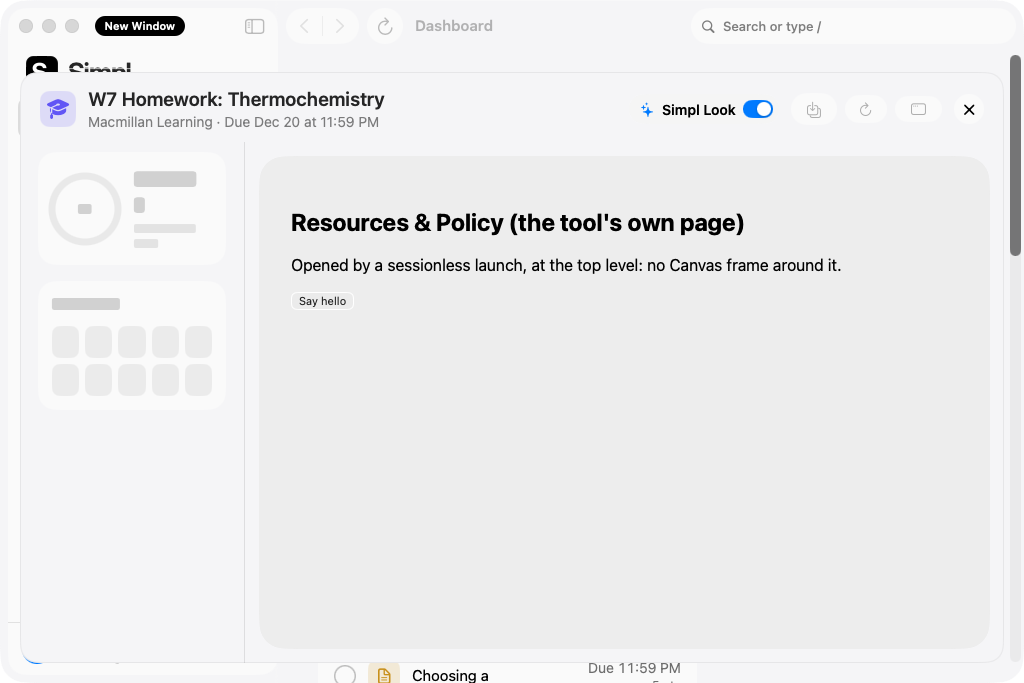 New Window
Dashboard
Search or type /
Simpl
W7 Homework: Thermochemistry
Macmillan Learning · Due Dec 20 at 11:59 PM
Simpl Look
Resources & Policy (the tool's own page)
Opened by a sessionless launch, at the top level: no Canvas frame around it.
Say hello
Choosing a
Due 11:59 PM